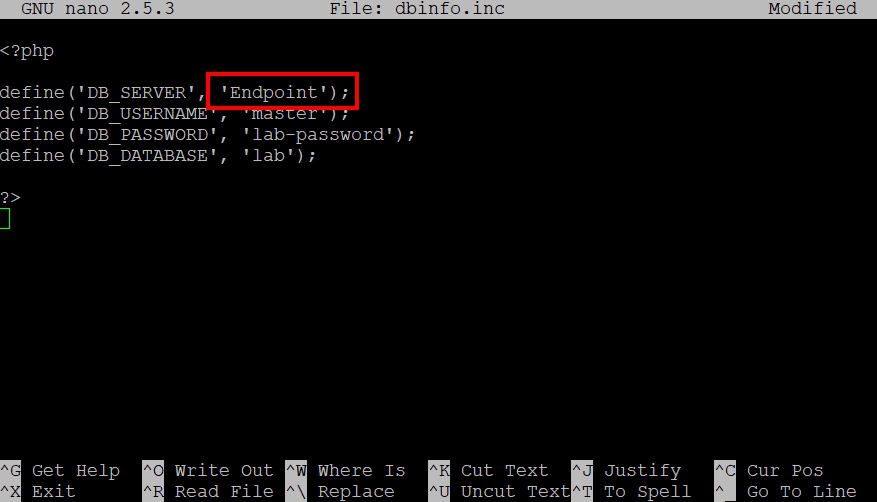 GNU nano 2.5.3 File: dbinfo.inc Modified
<?php
define('DB_SERVER', 'Endpoint');
define('DB_USERNAME', 'master');
define('DB_PASSWORD', 'lab-password');
define('DB_DATABASE', 'lab');
?>
^G Get Help ^O Write Out ^W Where Is ^K Cut Text ^J Justify ^C Cur Pos
^X Exit ^R Read File ^\ Replace ^U Uncut Text ^T To Spell ^_ Go To Line